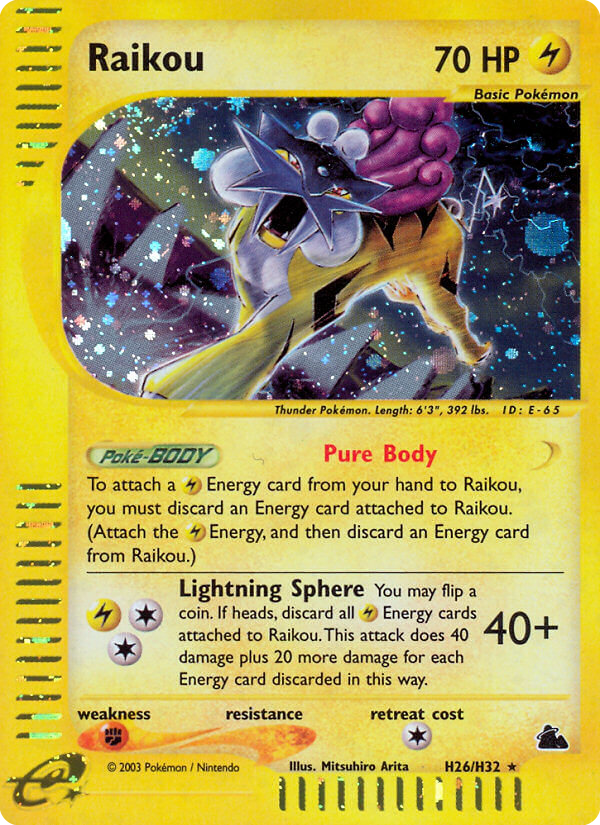 Raikou 70 HP
Basic Pokémon
Thunder Pokémon. Length: 6'3", 392 lbs. ID: E-65
Poké-BODY Pure Body
To attach a Energy card from your hand to Raikou,
you must discard an Energy card attached to Raikou.
(Attach the Energy, and then discard an Energy card
from Raikou.)
Lightning Sphere You may flip a
coin. If heads, discard all Energy cards
attached to Raikou. This attack does 40
damage plus 20 more damage for each
Energy card discarded in this way.
40+
weakness resistance retreat cost
© 2003 Pokémon / Nintendo Illus. Mitsuhiro Arita H26/H32 ★
e